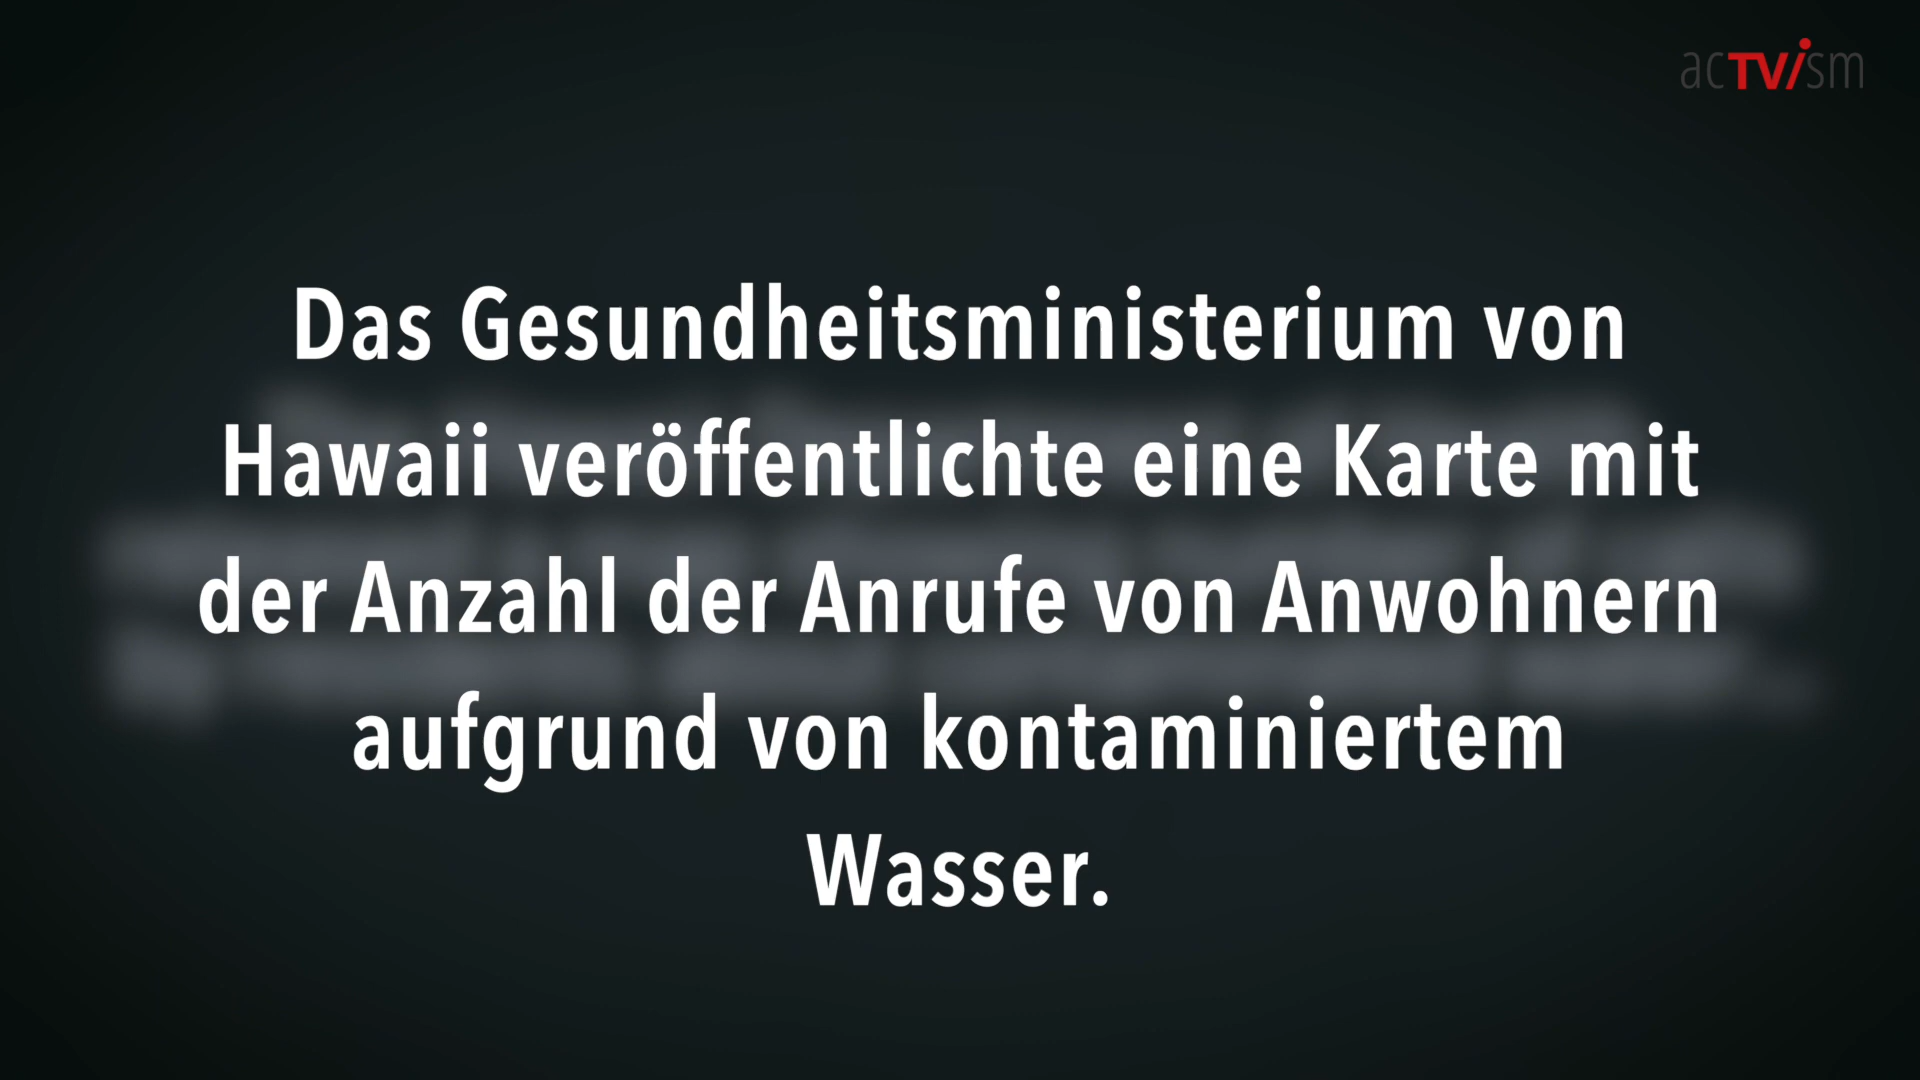 acTVism
Das Gesundheitsministerium von
Hawaii veröffentlichte eine Karte mit
der Anzahl der Anrufe von Anwohnern
aufgrund von kontaminiertem
Wasser.